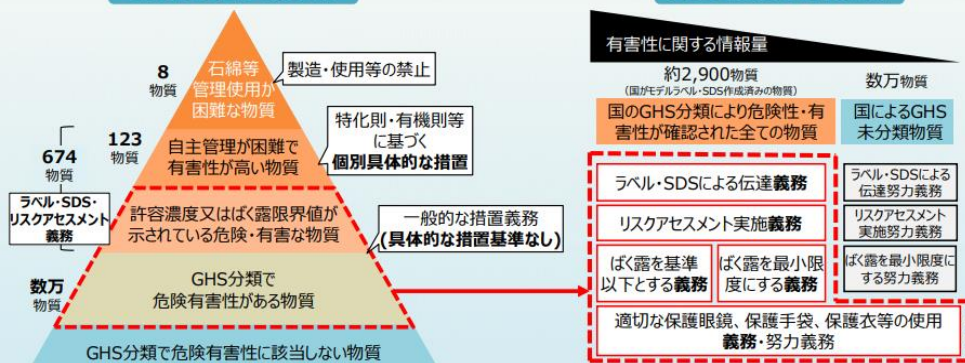 石綿等
管理使用が
困難な物質
8
物質
製造・使用等の禁止
自主管理が困難で
有害性が高い物質
123
物質
特化則・有機則等
に基づく
個別具体的な措置
674
物質
ラベル・SDS・
リスクアセスメント
義務
許容濃度又はばく露限界値が
示されている危険・有害な物質
一般的な措置義務
(具体的な措置基準なし)
数万
物質
GHS分類で
危険有害性がある物質
GHS分類で危険有害性に該当しない物質
有害性に関する情報量
約2,900物質
(国がモデルラベル・SDS作成済みの物質)
数万物質
国のGHS分類により危険性・有
害性が確認された全ての物質
国によるGHS
未分類物質
ラベル・SDSによる伝達義務
ラベル・SDSによる
伝達努力義務
リスクアセスメント実施義務
リスクアセスメント
実施努力義務
ばく露を基準
以下とする義務
ばく露を最小限
度にする義務
ばく露を最小限度に
する努力義務
適切な保護眼鏡、保護手袋、保護衣等の使用
義務・努力義務